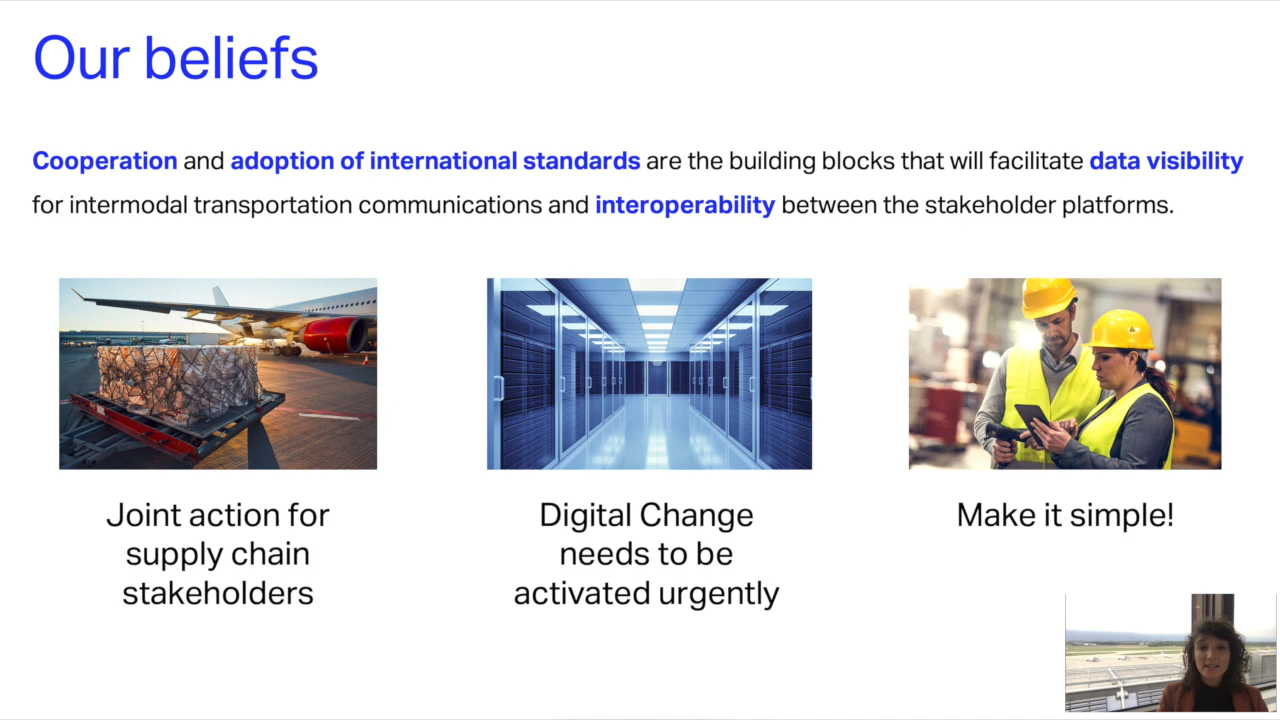 Our beliefs
Cooperation and adoption of international standards are the building blocks that will facilitate data visibility
for intermodal transportation communications and interoperability between the stakeholder platforms.
Joint action for
supply chain
stakeholders
Digital Change
needs to be
activated urgently
Make it simple!